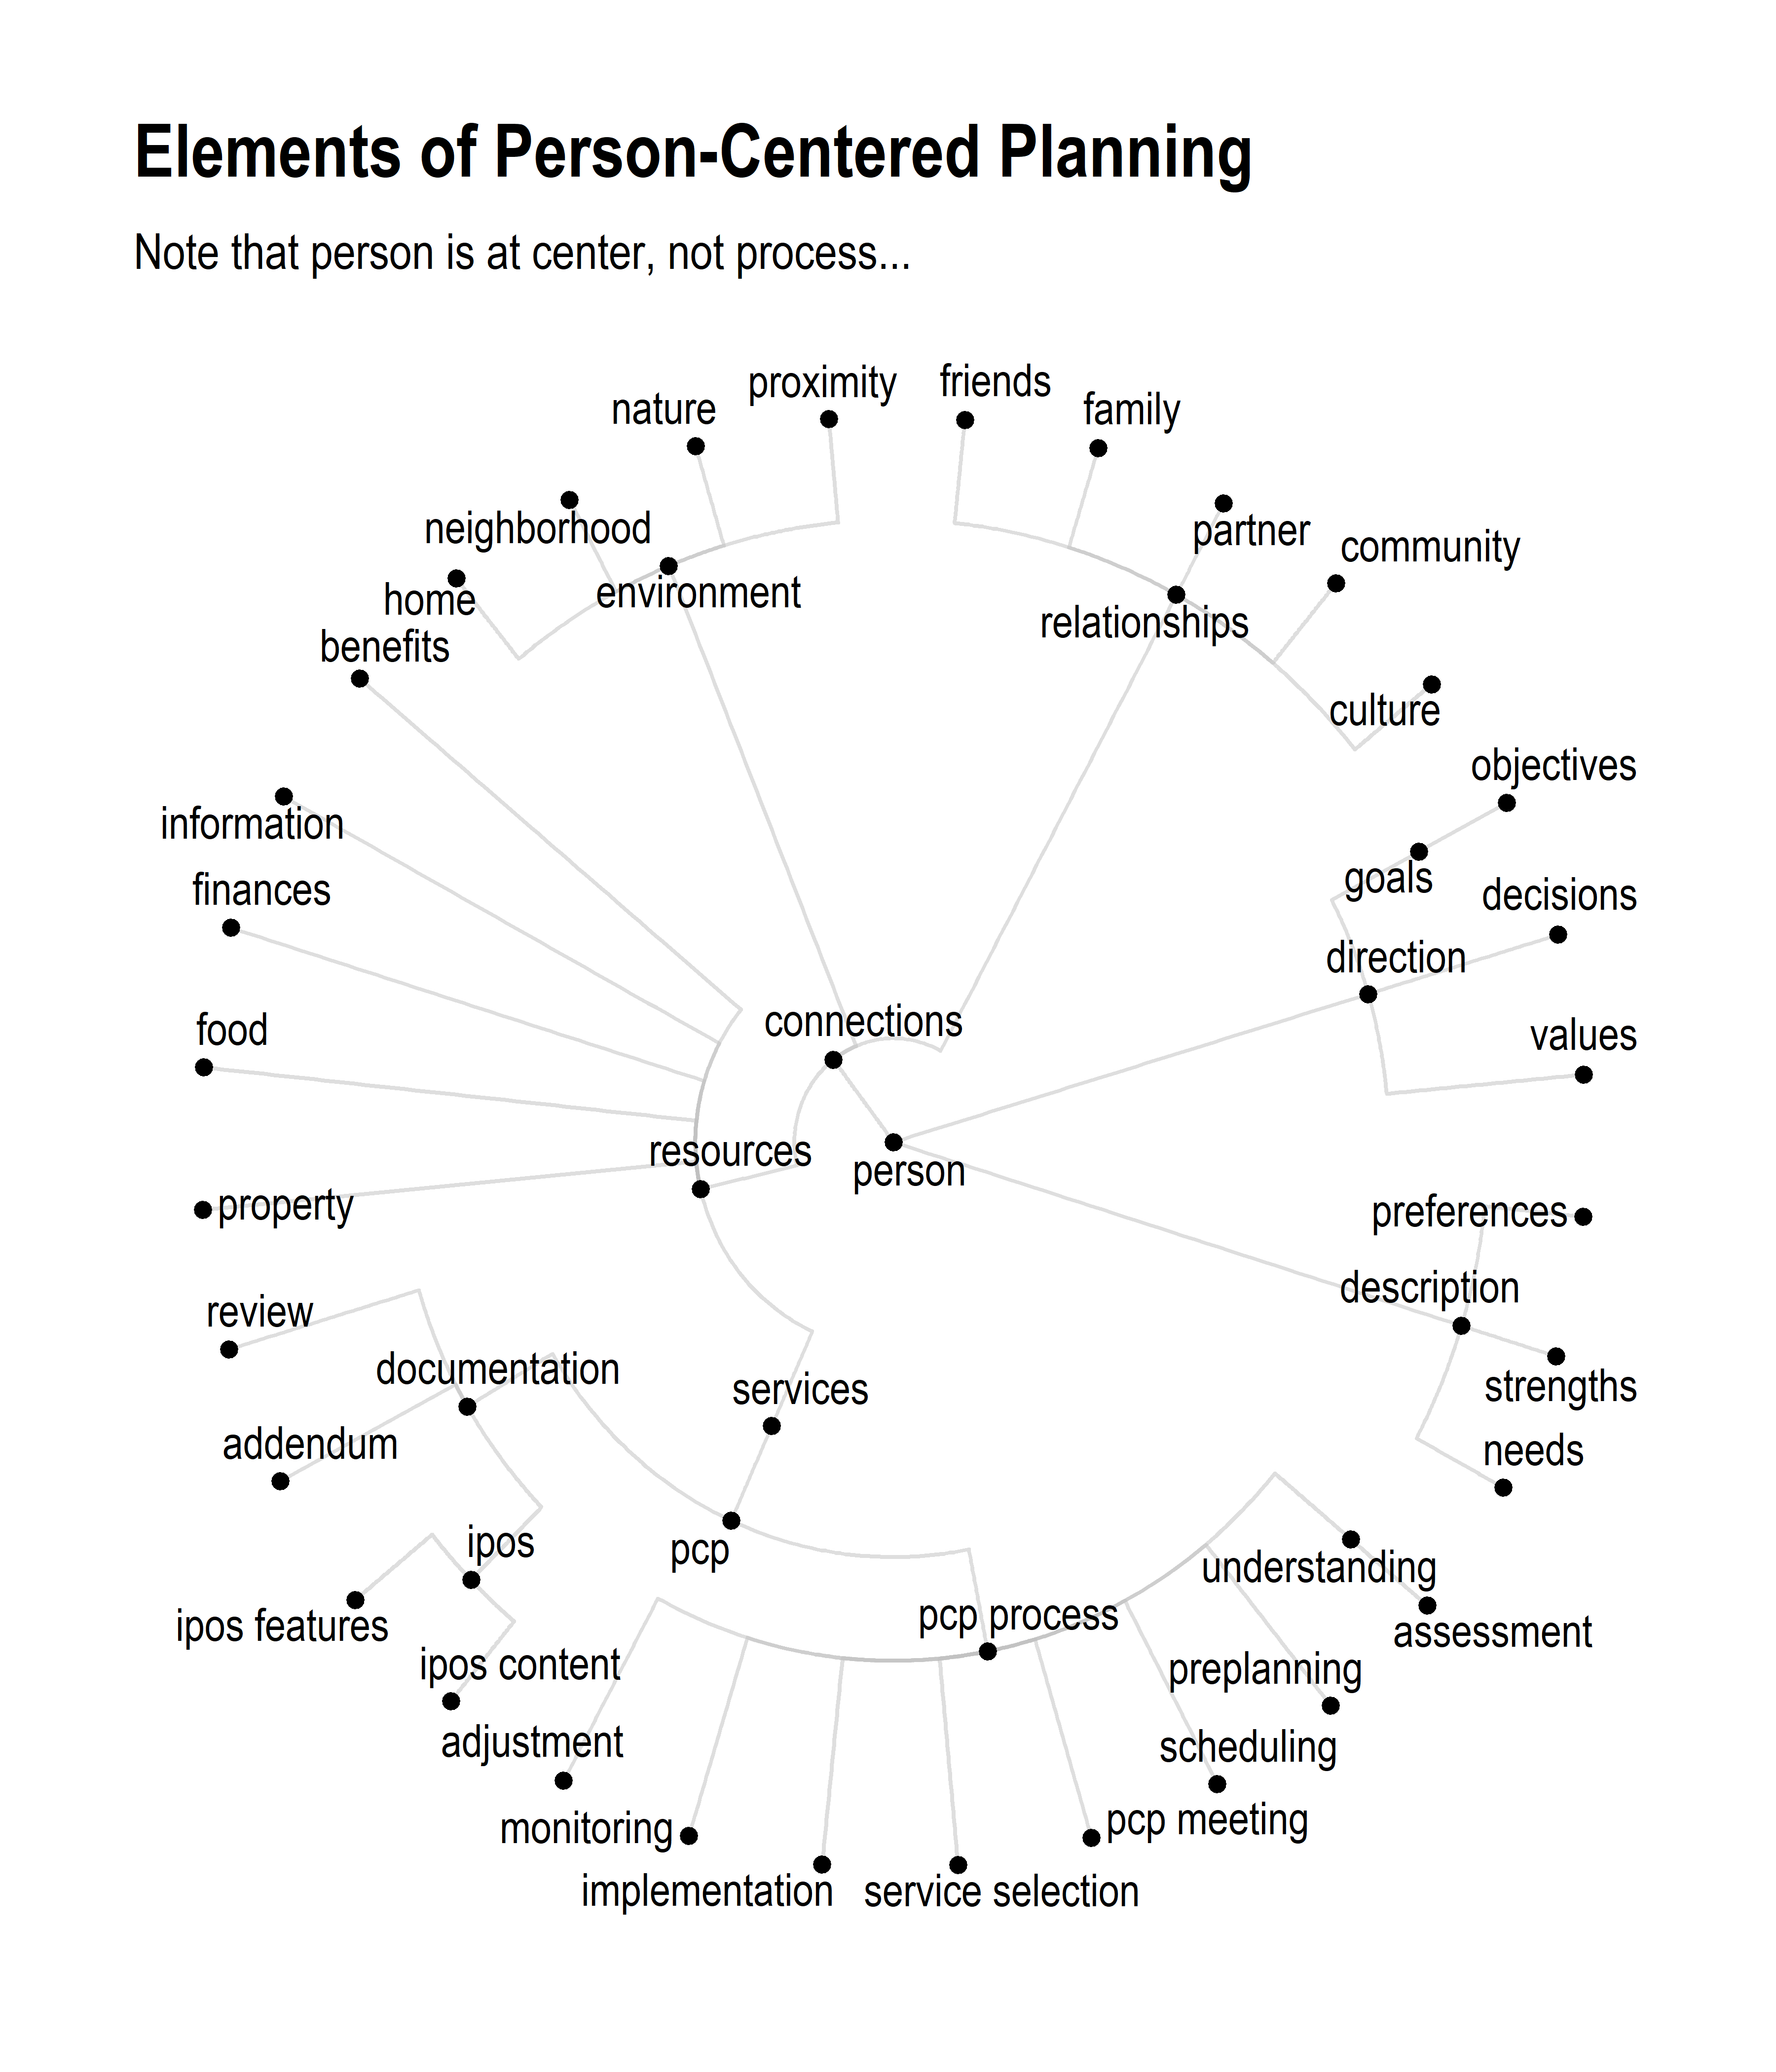 Elements of Person-Centered Planning
Note that person is at center, not process...
proximity
friends
nature
family
neighborhood
partner
community
home
environment
relationships
benefits
culture
objectives
information
goals
finances
decisions
direction
connections
food
values
resources
person
property
preferences
description
review
documentation
services
strengths
addendum
needs
ipos
pcp
understanding
ipos features
pcp process
assessment
ipos content
preplanning
adjustment
scheduling
monitoring
pcp meeting
implementation
service selection